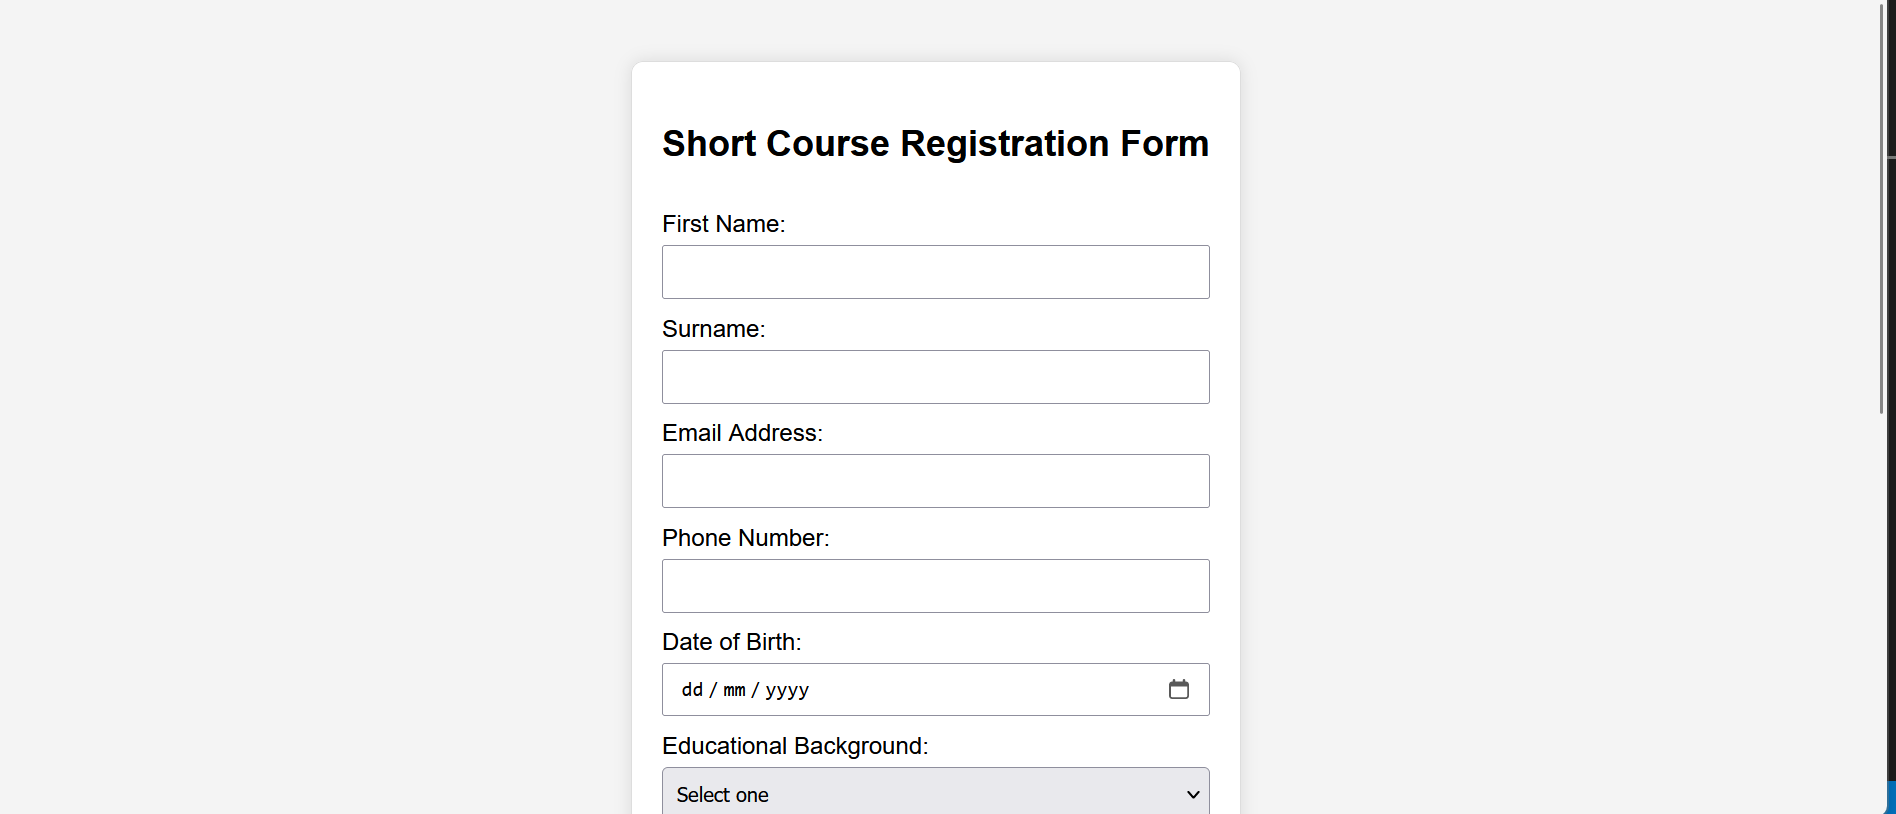 Short Course Registration Form
First Name:
Surname:
Email Address:
Phone Number:
Date of Birth:
dd / mm / yyyy
Educational Background:
Select one